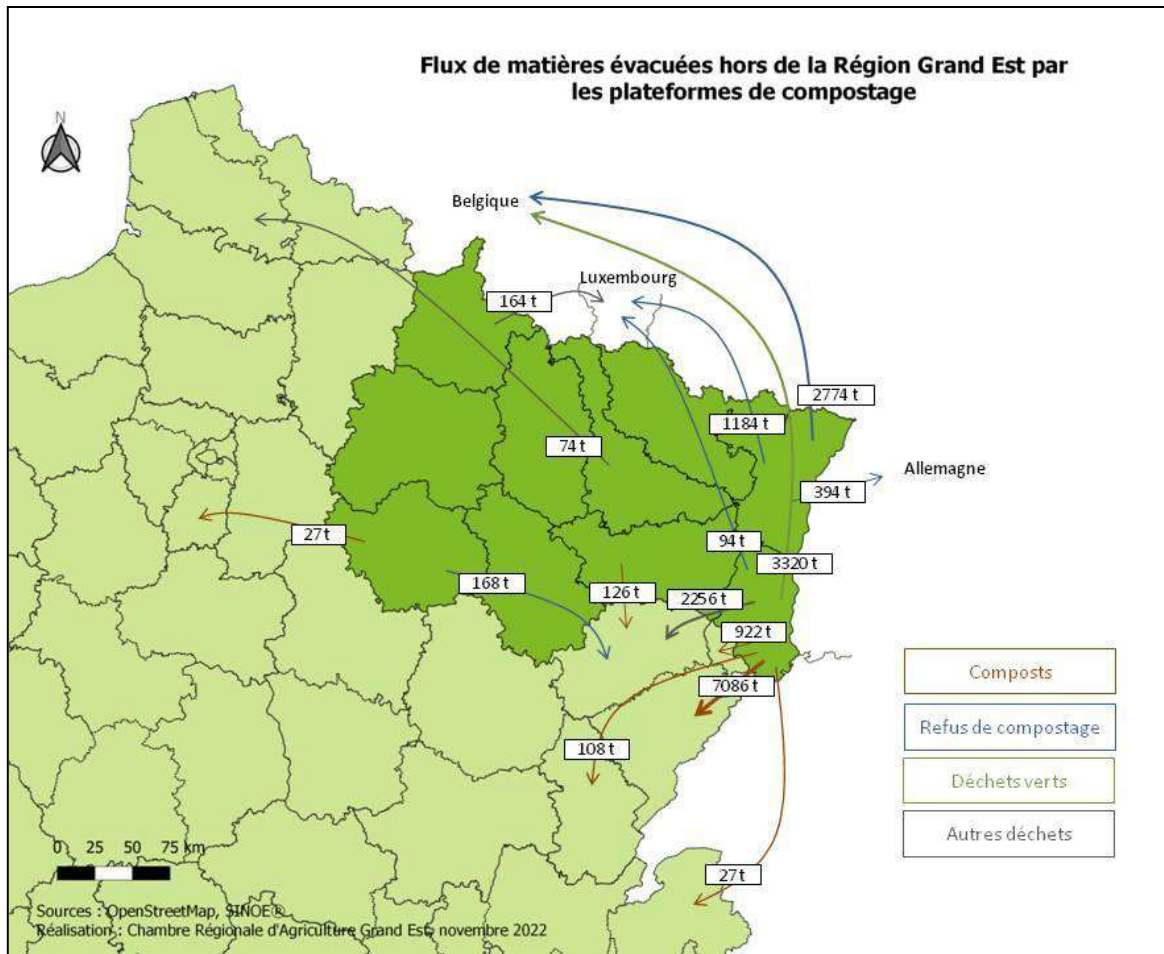 Flux de matières évacuées hors de la Région Grand Est par
les plateformes de compostage
N
Belgique
Luxembourg
164 t
2774 t
1184 t
74 t
Allemagne
394 t
27 t
94 t
3320 t
168 t
126 t
2256 t
922 t
7086 t
108 t
27 t
Composts
Refus de compostage
Déchets verts
Autres déchets
0 25 50 75 km
Sources : OpenStreetMap, SINOE®
Réalisation : Chambre Régionale d'Agriculture Grand Est, novembre 2022